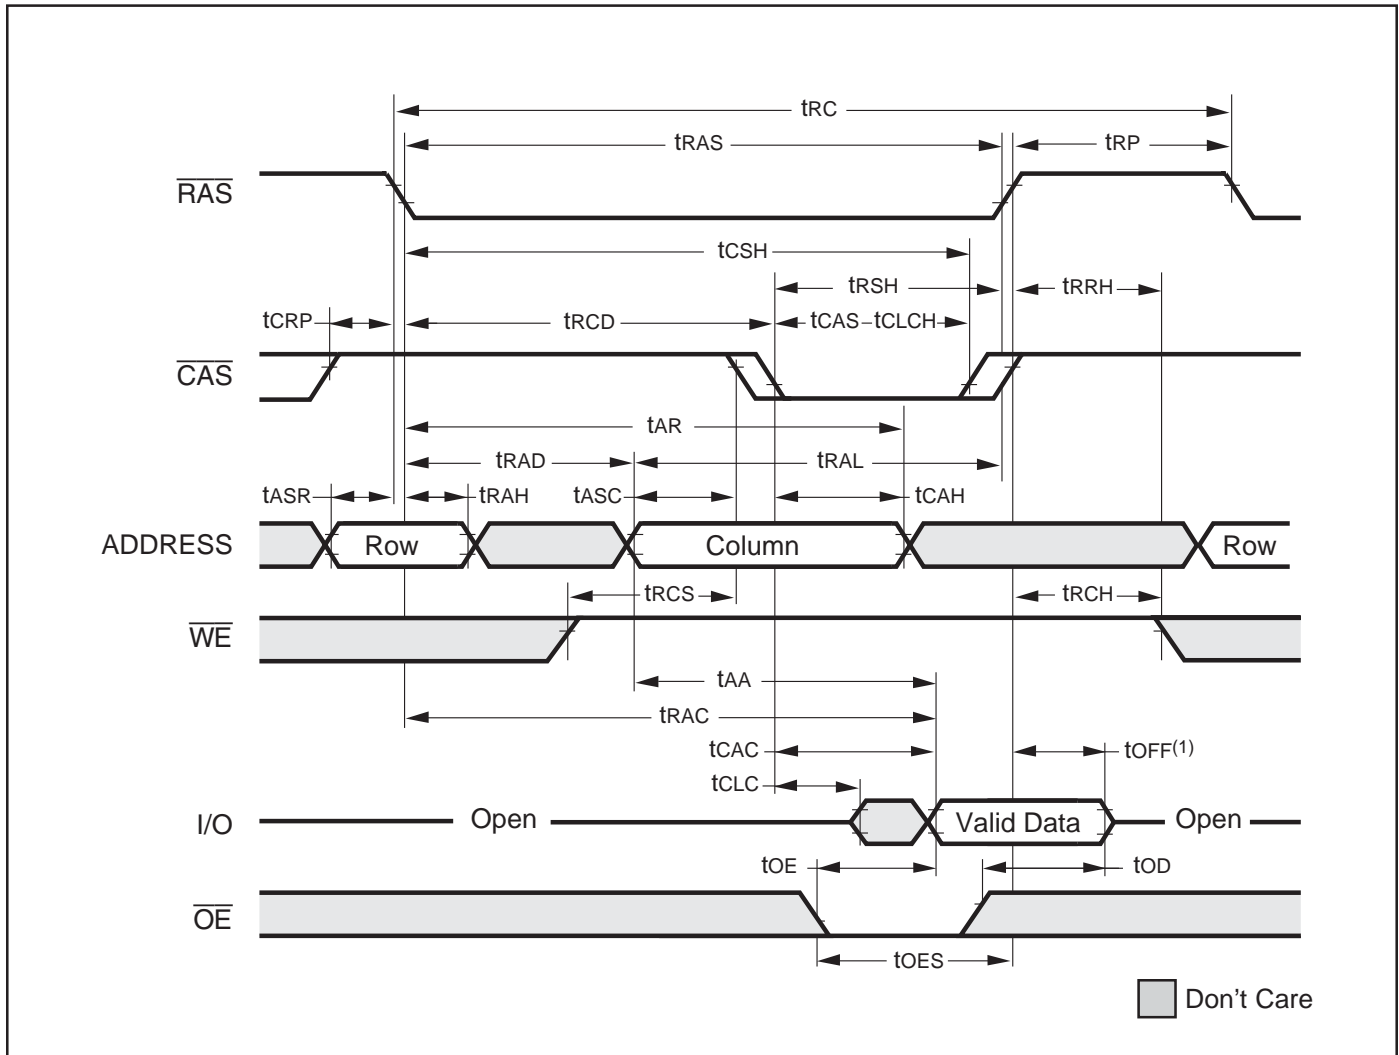 tRC
tRAS
tRP
RAS
tCSH
tRSH
tRRH
tCRP
tRCD
tCAS
tCLCH
CAS
tAR
tRAD
tRAL
tASR
tRAH
tASC
tCAH
ADDRESS
Row
Column
Row
tRCS
tRCH
WE
tAA
tRAC
tCAC
tOFF(1)
tCLC
I/O
Open
Valid Data
Open
tOE
tOD
OE
tOES
Don't Care